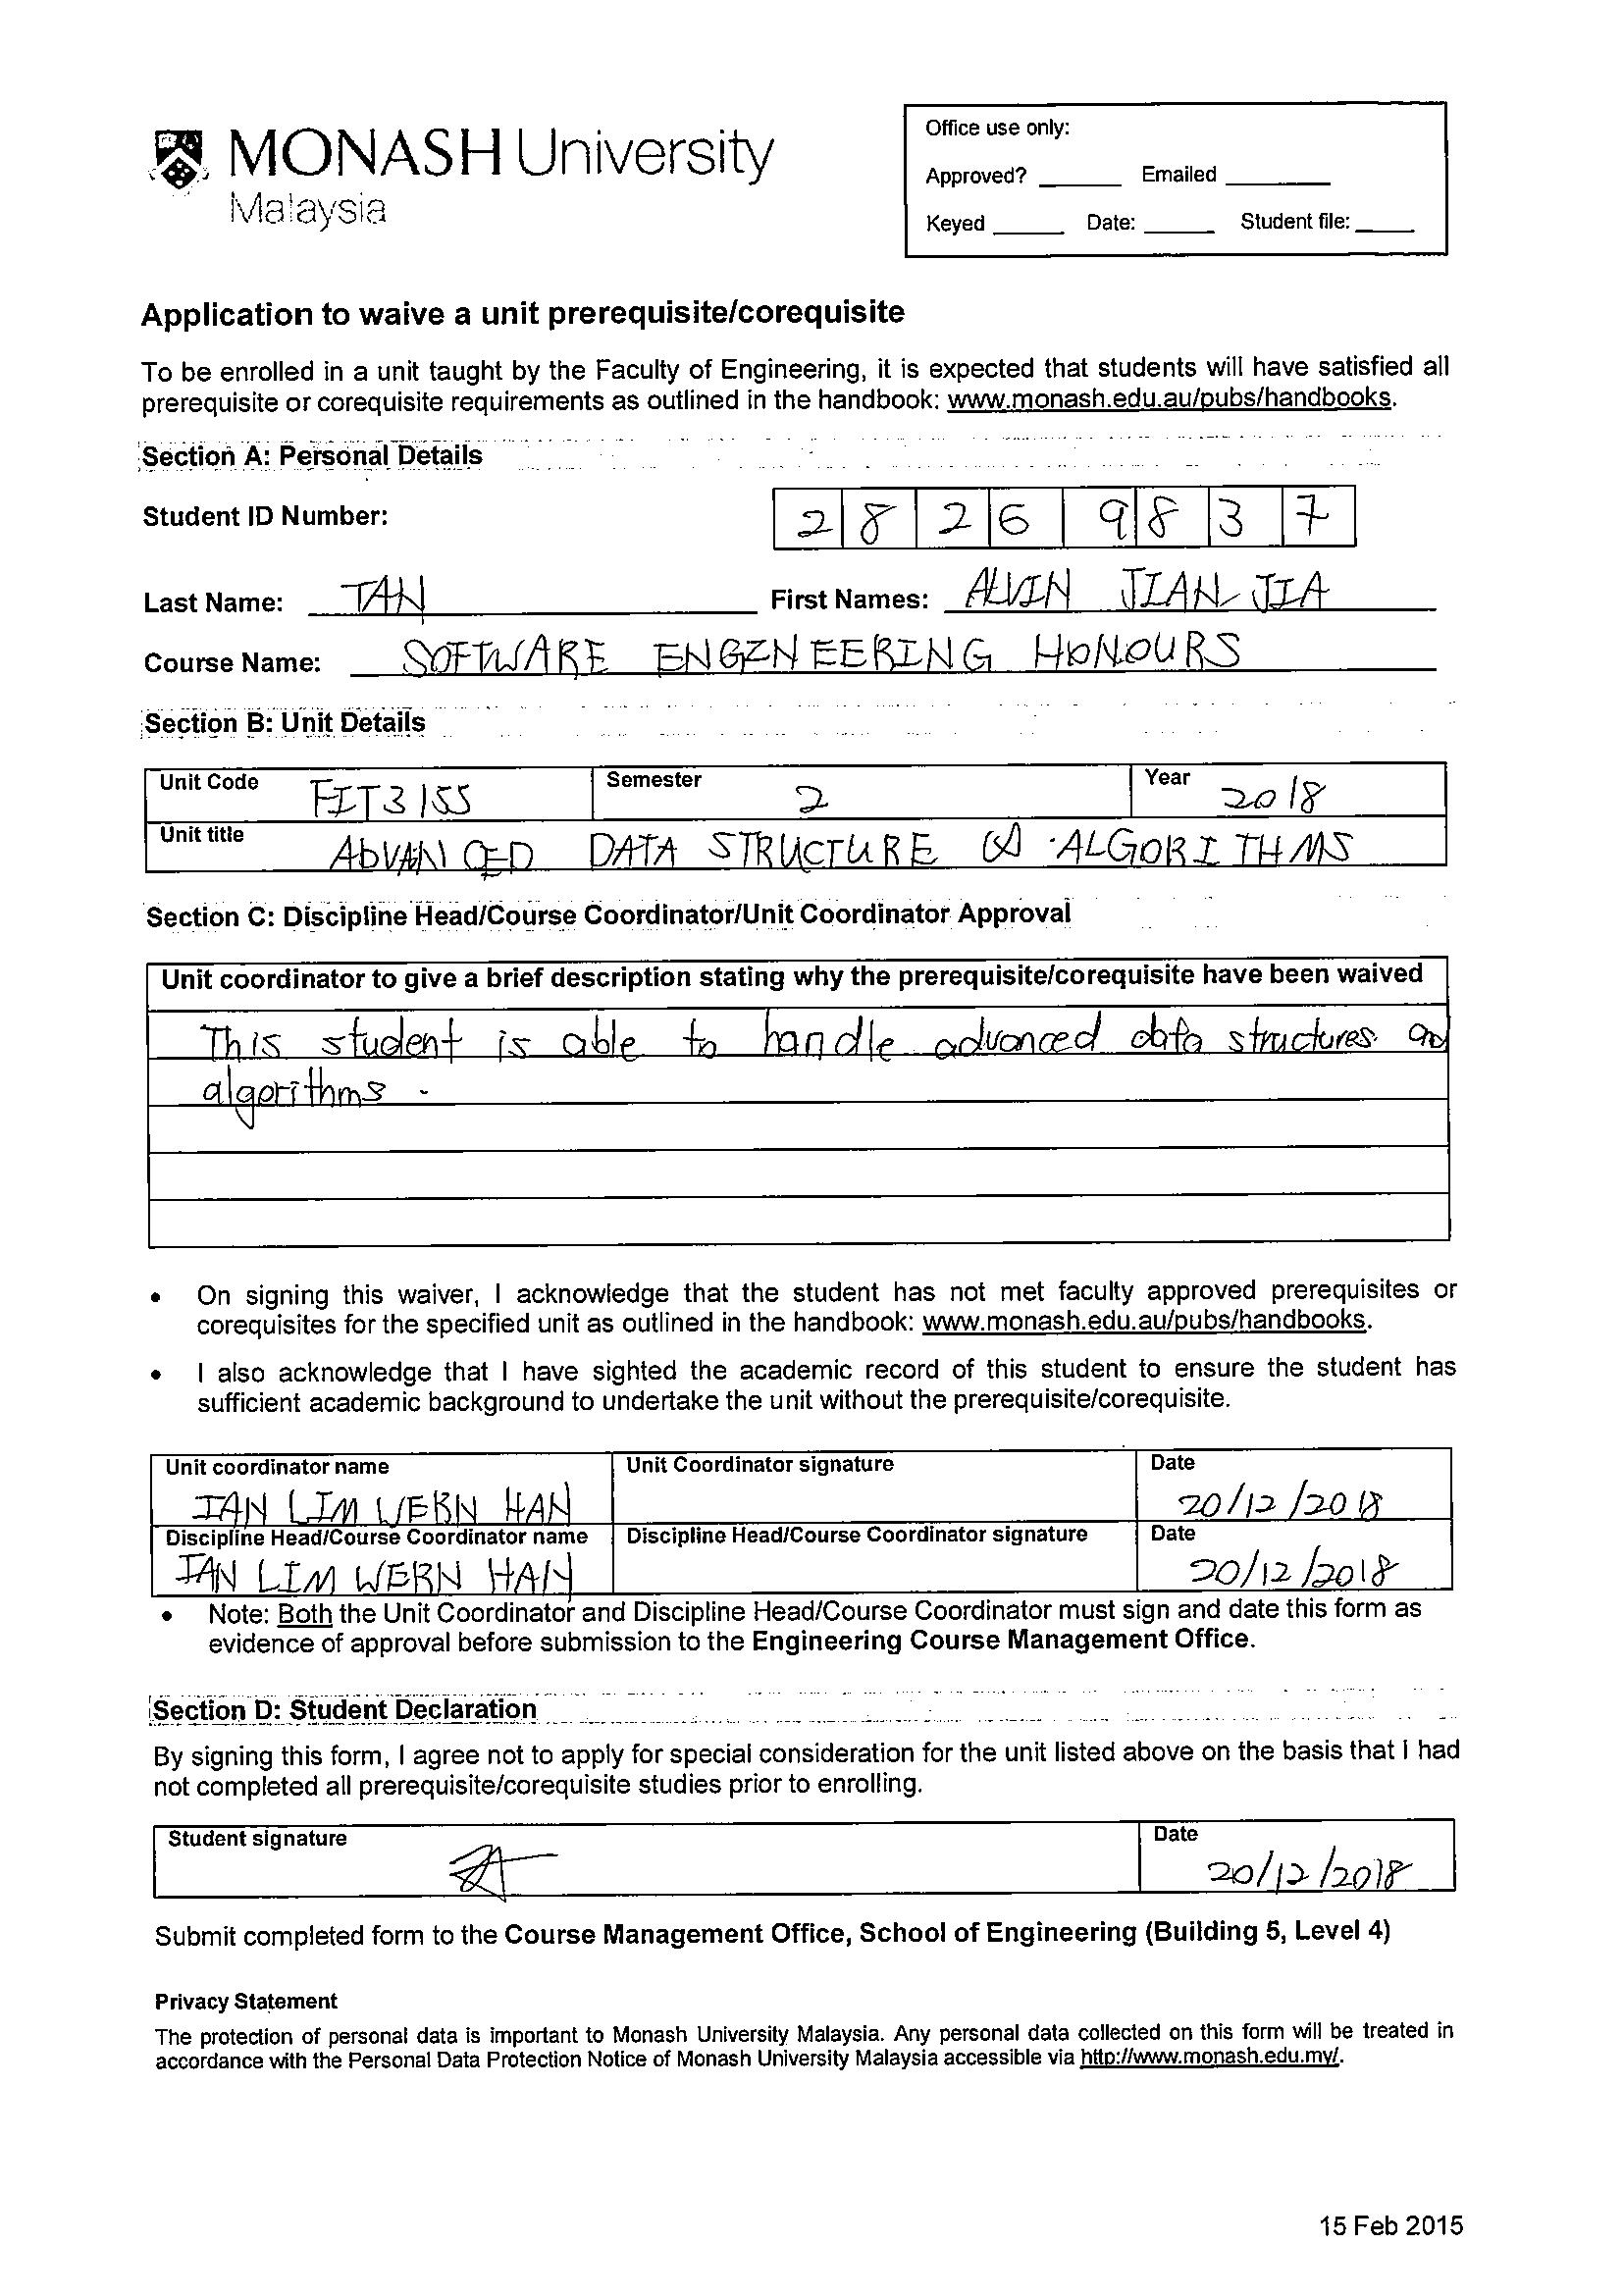 MONASH University
Malaysia
Office use only:
Approved? ______ Emailed ______
Keyed ______ Date: ______ Student file: ______
Application to waive a unit prerequisite/corequisite
To be enrolled in a unit taught by the Faculty of Engineering, it is expected that students will have satisfied all
prerequisite or corequisite requirements as outlined in the handbook: www.monash.edu.au/pubs/handbooks.
Section A: Personal Details
Student ID Number: 2 8 2 6 9 8 3 7
Last Name: TAN First Names: ALVIN JIAN JIA
Course Name: SOFTWARE ENGINEERING HONOURS
Section B: Unit Details
Unit Code FIT3155 Semester 2 Year 2018
Unit title ADVANCED DATA STRUCTURE & ALGORITHMS
Section C: Discipline Head/Course Coordinator/Unit Coordinator Approval
Unit coordinator to give a brief description stating why the prerequisite/corequisite have been waived
This student is able to handle advanced data structures and
algorithms.
• On signing this waiver, I acknowledge that the student has not met faculty approved prerequisites or
corequisites for the specified unit as outlined in the handbook: www.monash.edu.au/pubs/handbooks.
• I also acknowledge that I have sighted the academic record of this student to ensure the student has
sufficient academic background to undertake the unit without the prerequisite/corequisite.
Unit coordinator name Unit Coordinator signature Date
IAN LIM WERN HAN 20/12/2018
Discipline Head/Course Coordinator name Discipline Head/Course Coordinator signature Date
IAN LIM WERN HAN 20/12/2018
• Note: Both the Unit Coordinator and Discipline Head/Course Coordinator must sign and date this form as
evidence of approval before submission to the Engineering Course Management Office.
Section D: Student Declaration
By signing this form, I agree not to apply for special consideration for the unit listed above on the basis that I had
not completed all prerequisite/corequisite studies prior to enrolling.
Student signature Date
20/12/2018
Submit completed form to the Course Management Office, School of Engineering (Building 5, Level 4)
Privacy Statement
The protection of personal data is important to Monash University Malaysia. Any personal data collected on this form will be treated in
accordance with the Personal Data Protection Notice of Monash University Malaysia accessible via http://www.monash.edu.my/.
15 Feb 2015